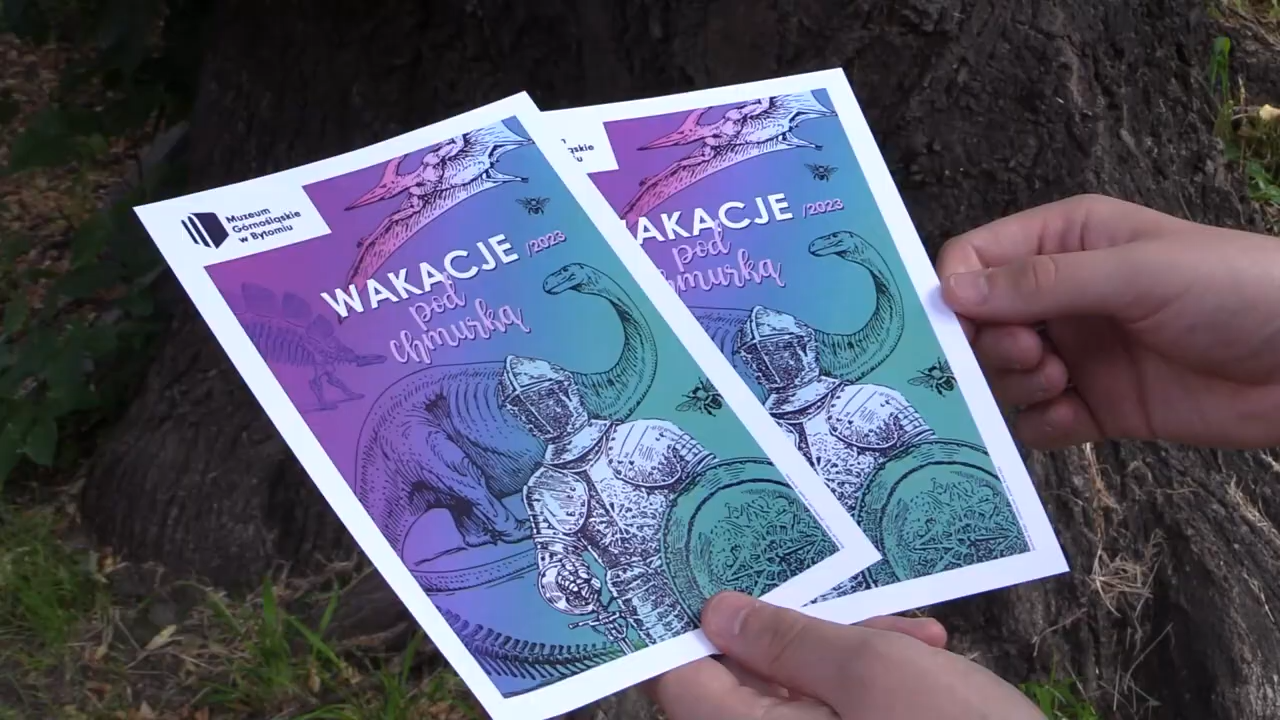 Muzeum
Górnośląskie
w Bytomiu
WAKACJE /2023
pod
chmurką
WAKACJE /2023
pod
chmurką